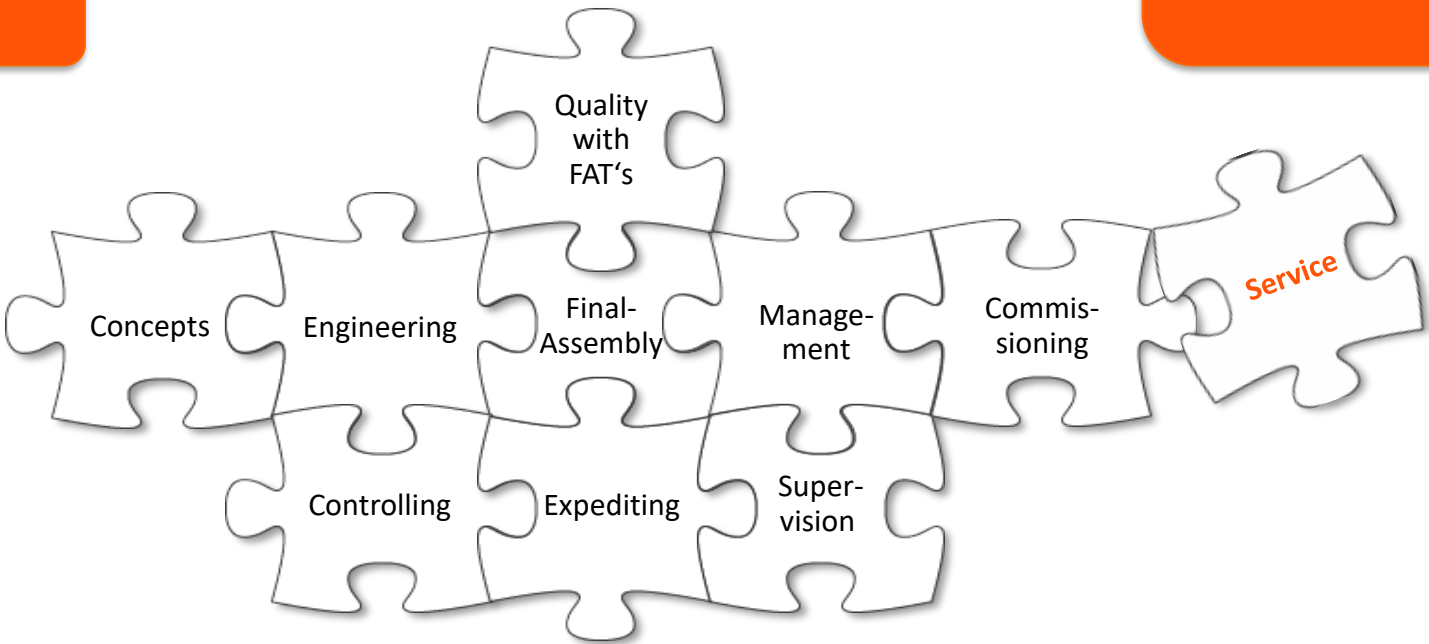 Quality
with
FAT‘s
Concepts
Engineering
Final-
Assembly
Manage-
ment
Commis-
sioning
Service
Controlling
Expediting
Super-
vision